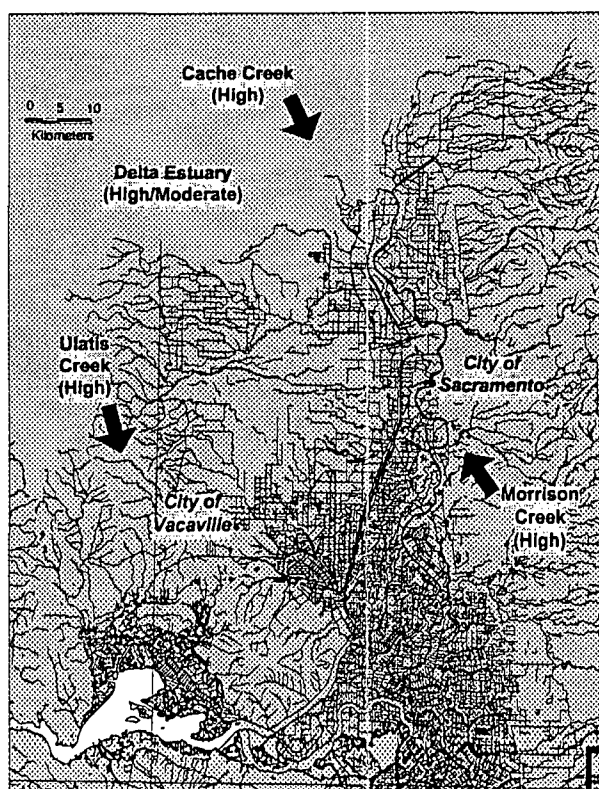 Cache Creek
(High)
0 5 10
Kilometers
Delta Estuary
(High/Moderate)
Ulatis
Creek
(High)
City of
Sacramento
City of
Vacaville
Morrison
Creek
(High)